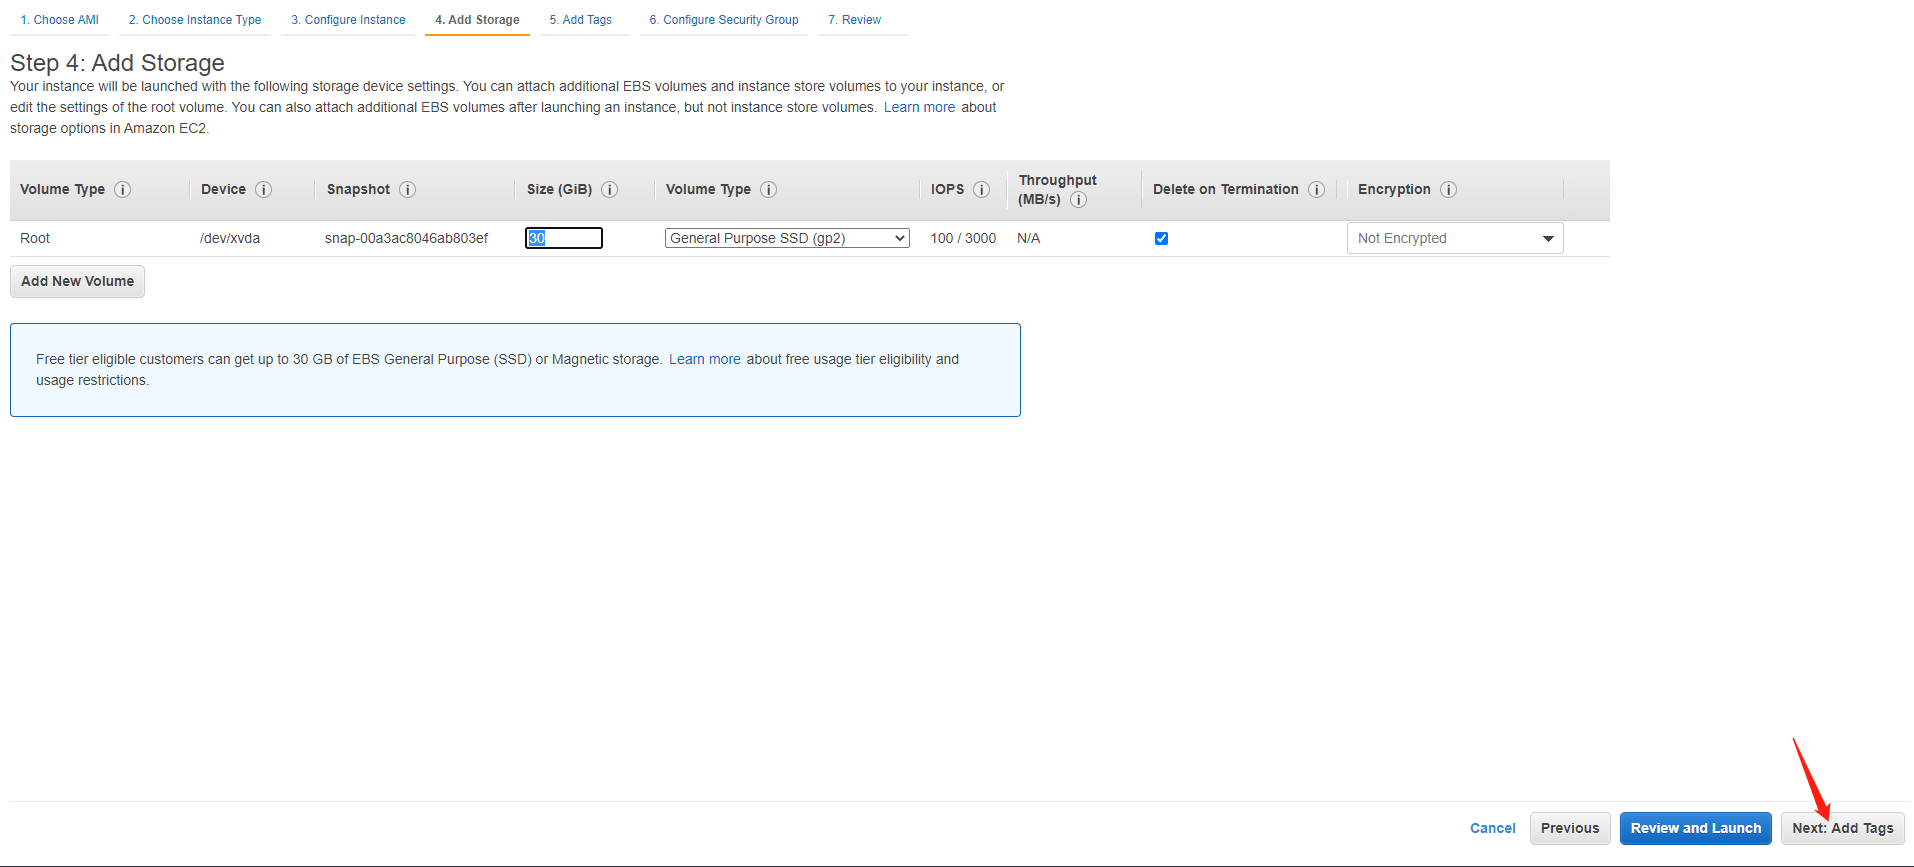 1. Choose AMI 2. Choose Instance Type 3. Configure Instance 4. Add Storage 5. Add Tags 6. Configure Security Group 7. Review
Step 4: Add Storage
Your instance will be launched with the following storage device settings. You can attach additional EBS volumes and instance store volumes to your instance, or
edit the settings of the root volume. You can also attach additional EBS volumes after launching an instance, but not instance store volumes. Learn more about
storage options in Amazon EC2.
Volume Type i Device i Snapshot i Size (GiB) i Volume Type i IOPS i Throughput (MB/s) i Delete on Termination i Encryption i
Root /dev/xvda snap-00a3ac8046ab803ef 30 General Purpose SSD (gp2) 100 / 3000 N/A Not Encrypted
Add New Volume
Free tier eligible customers can get up to 30 GB of EBS General Purpose (SSD) or Magnetic storage. Learn more about free usage tier eligibility and
usage restrictions.
Cancel Previous Review and Launch Next: Add Tags